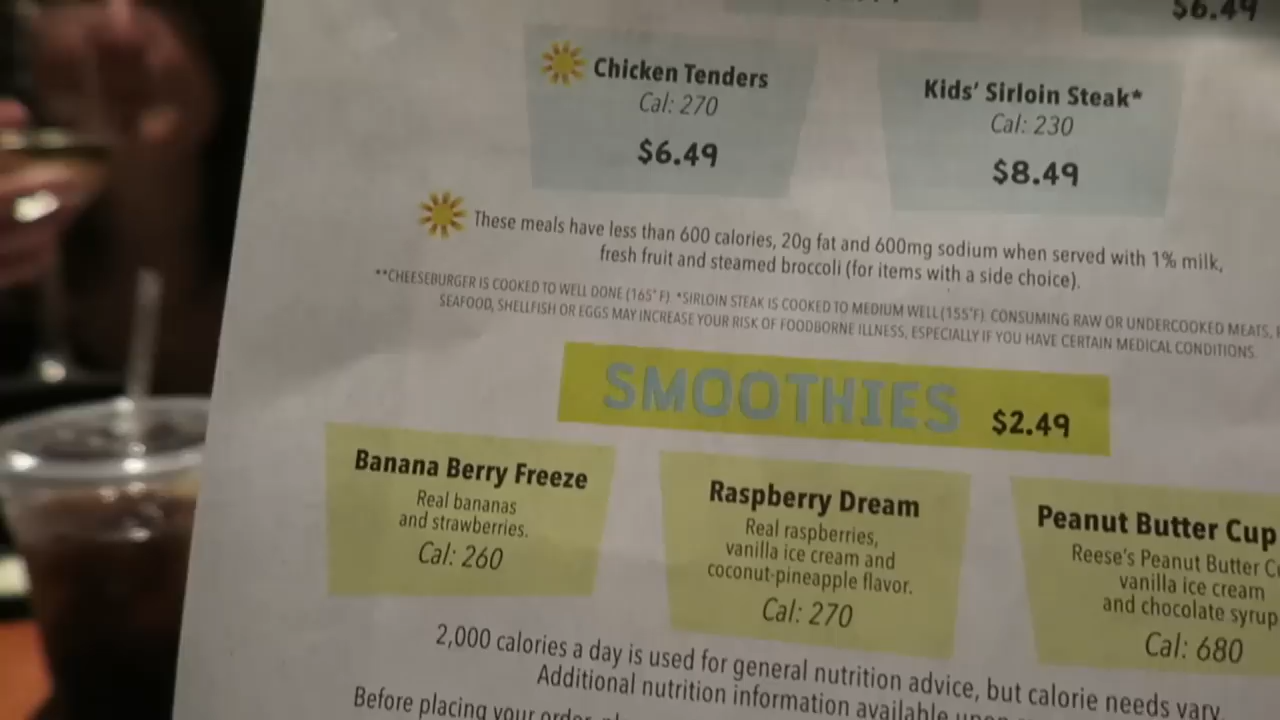 $6.49
Chicken Tenders
Cal: 270
$6.49
Kids' Sirloin Steak*
Cal: 230
$8.49
These meals have less than 600 calories, 20g fat and 600mg sodium when served with 1% milk,
fresh fruit and steamed broccoli (for items with a side choice).
**CHEESEBURGER IS COOKED TO WELL DONE (165°F). *SIRLOIN STEAK IS COOKED TO MEDIUM WELL (155°F). CONSUMING RAW OR UNDERCOOKED MEATS,
SEAFOOD, SHELLFISH OR EGGS MAY INCREASE YOUR RISK OF FOODBORNE ILLNESS, ESPECIALLY IF YOU HAVE CERTAIN MEDICAL CONDITIONS.
SMOOTHIES $2.49
Banana Berry Freeze
Real bananas
and strawberries.
Cal: 260
Raspberry Dream
Real raspberries,
vanilla ice cream and
coconut-pineapple flavor.
Cal: 270
Peanut Butter Cup
Reese's Peanut Butter
vanilla ice cream
and chocolate syrup
Cal: 680
2,000 calories a day is used for general nutrition advice, but calorie needs vary.
Additional nutrition information available
Before placing your order,